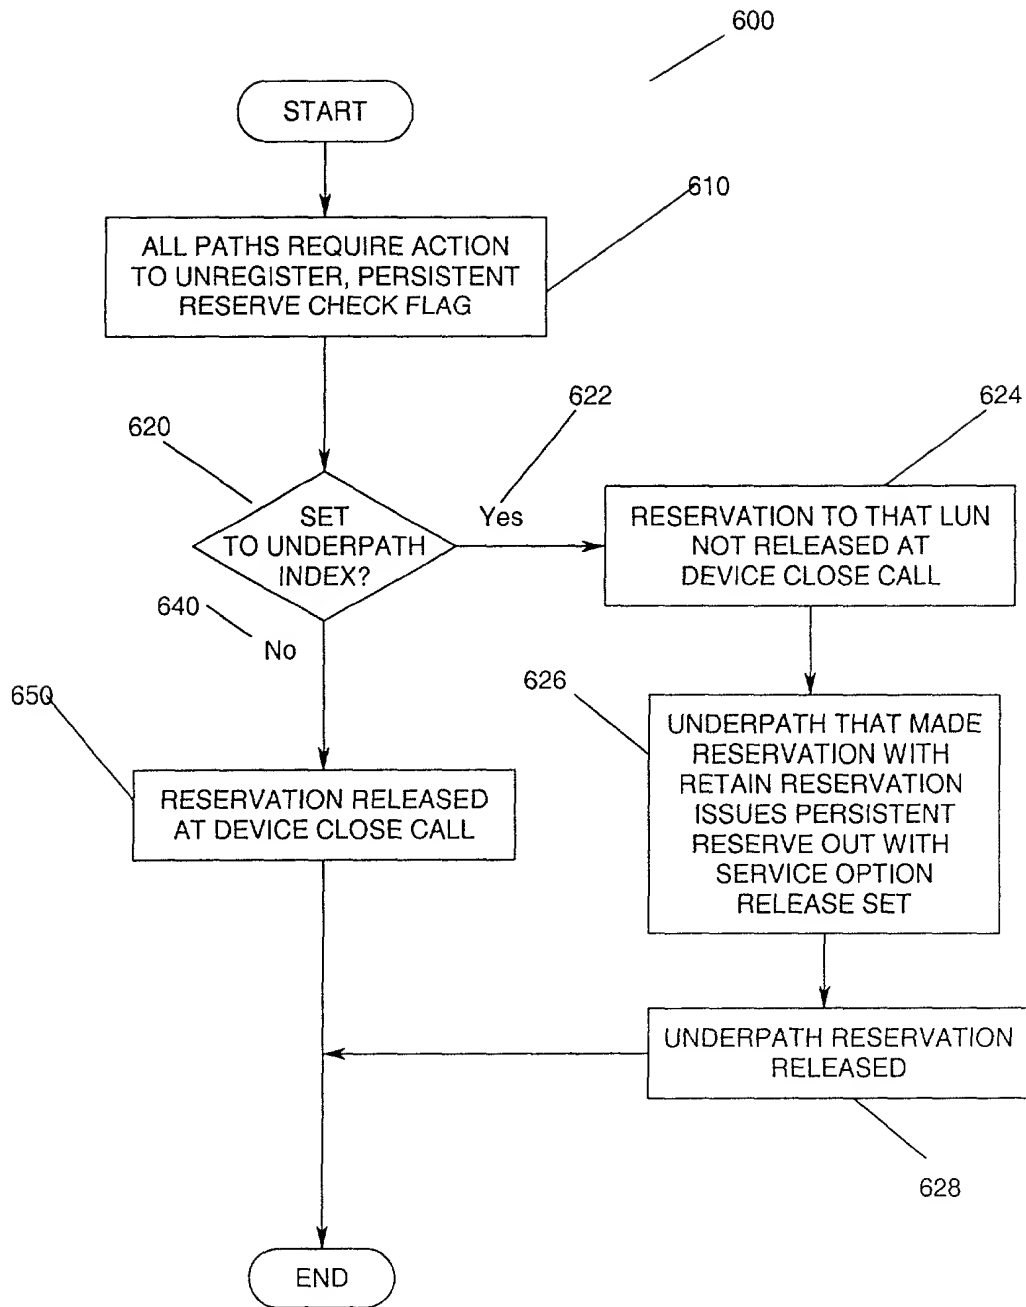 600
START
610
ALL PATHS REQUIRE ACTION
TO UNREGISTER, PERSISTENT
RESERVE CHECK FLAG
620
622
624
SET
TO UNDERPATH
INDEX?
Yes
RESERVATION TO THAT LUN
NOT RELEASED AT
DEVICE CLOSE CALL
640
No
650
RESERVATION RELEASED
AT DEVICE CLOSE CALL
626
UNDERPATH THAT MADE
RESERVATION WITH
RETAIN RESERVATION
ISSUES PERSISTENT
RESERVE OUT WITH
SERVICE OPTION
RELEASE SET
UNDERPATH RESERVATION
RELEASED
628
END